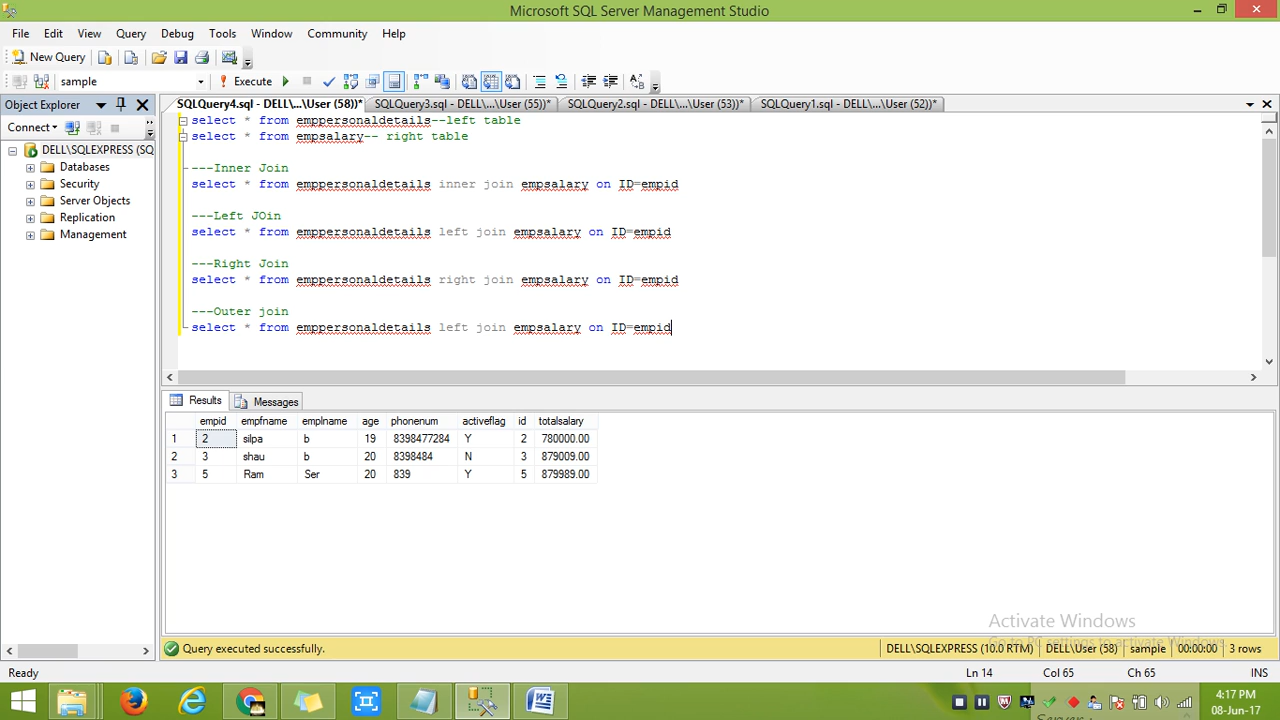 Microsoft SQL Server Management Studio
File Edit View Query Debug Tools Window Community Help
New Query
sample Execute
Object Explorer
SQLQuery4.sql - DELL\...\User (58))* SQLQuery3.sql - DELL\...\User (55))* SQLQuery2.sql - DELL\...\User (53))* SQLQuery1.sql - DELL\...\User (52))*
Connect
DELL\SQLEXPRESS (SQ
Databases
Security
Server Objects
Replication
Management
select * from emppersonaldetails--left table
select * from empsalary-- right table
---Inner Join
select * from emppersonaldetails inner join empsalary on ID=empid
---Left JOin
select * from emppersonaldetails left join empsalary on ID=empid
---Right Join
select * from emppersonaldetails right join empsalary on ID=empid
---Outer join
select * from emppersonaldetails left join empsalary on ID=empid
Results Messages
empid empfname emplname age phonenum activeflag id totalsalary
1 2 silpa b 19 8398477284 Y 2 780000.00
2 3 shau b 20 8398484 N 3 879009.00
3 5 Ram Ser 20 839 Y 5 879989.00
Activate Windows
Go to PC settings to activate Windows
Query executed successfully. DELL\SQLEXPRESS (10.0 RTM) DELL\User (58) sample 00:00:00 3 rows
Ready Ln 14 Col 65 Ch 65 INS
4:17 PM
08-Jun-17